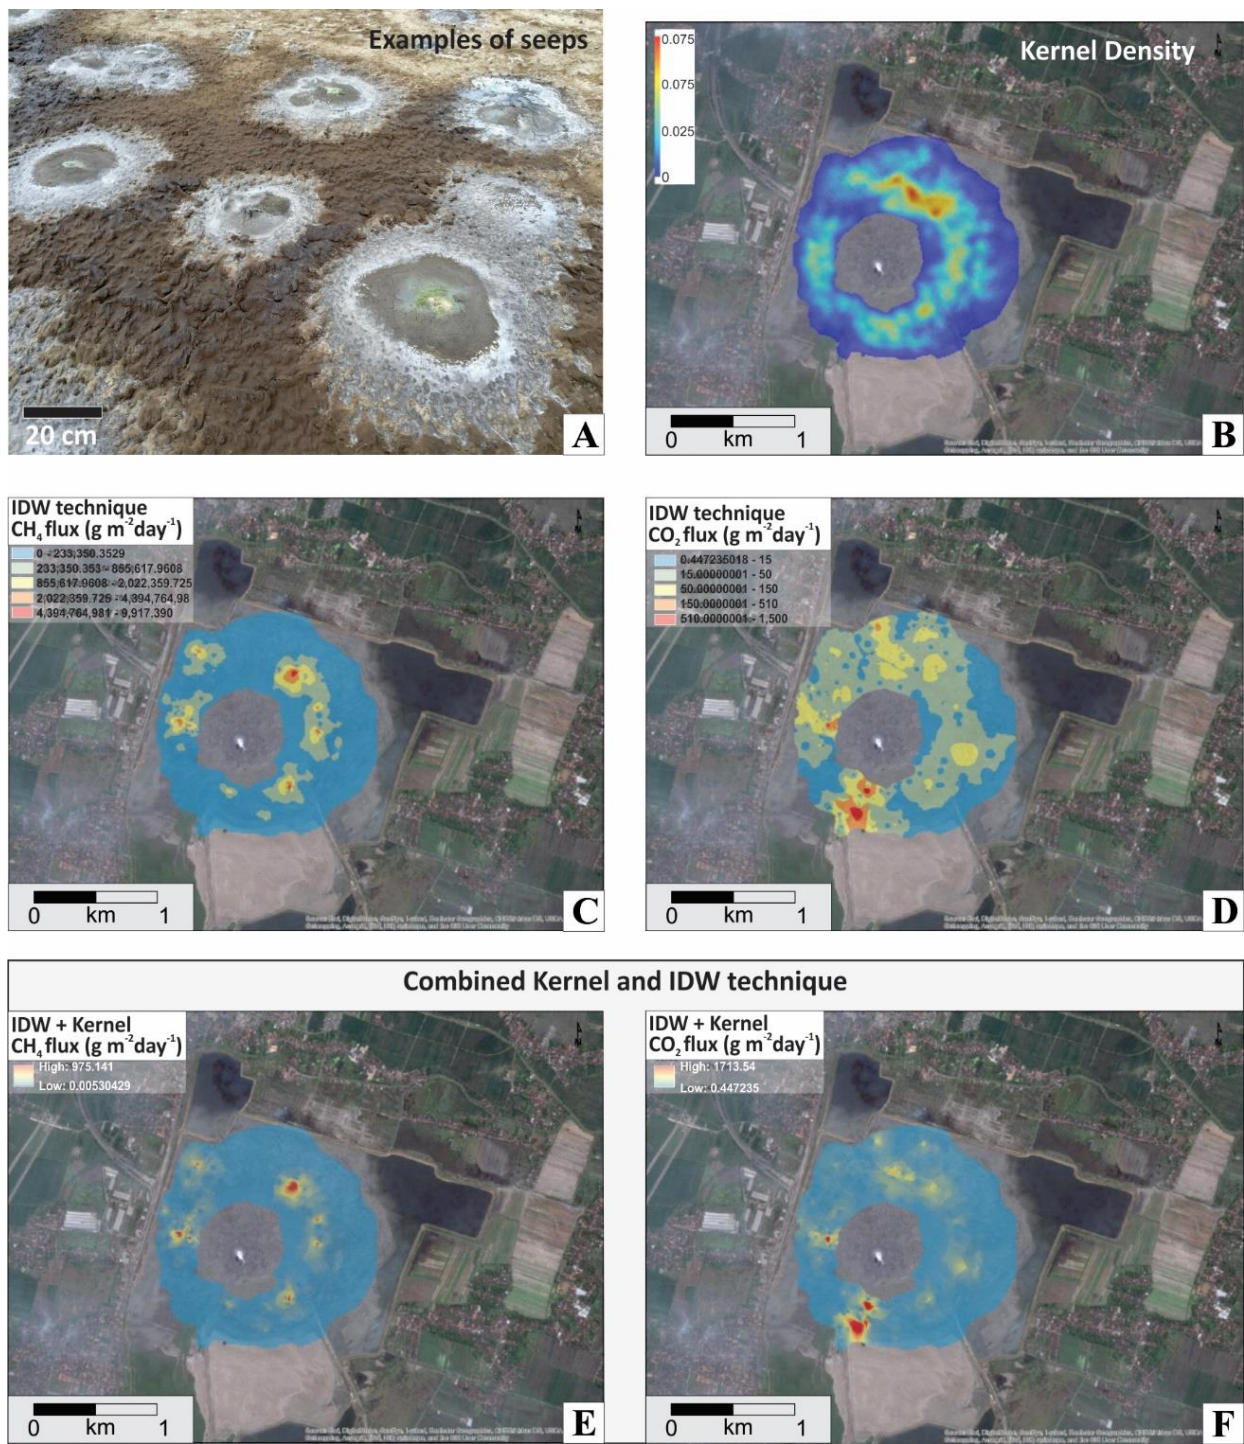 Examples of seeps
20 cm
A
0.075
0.075
0.025
0
Kernel Density
0 km 1
B
IDW technique
CH4 flux (g m-2day-1)
0 - 233,350.3529
233,350.353 - 855,617.9608
855,617.9608 - 2,022,359.725
2,022,359.725 - 4,394,764,98
4,394,764,981 - 9,917.390
0 km 1
C
IDW technique
CO2 flux (g m-2day-1)
0.447235018 - 15
15.00000001 - 50
50.0000001 - 150
150.0000001 - 510
510.0000001 - 1,500
0 km 1
D
Combined Kernel and IDW technique
IDW + Kernel
CH4 flux (g m-2day-1)
High: 975.141
Low: 0.00530429
0 km 1
E
IDW + Kernel
CO2 flux (g m-2day-1)
High: 1713.54
Low: 0.447235
0 km 1
F